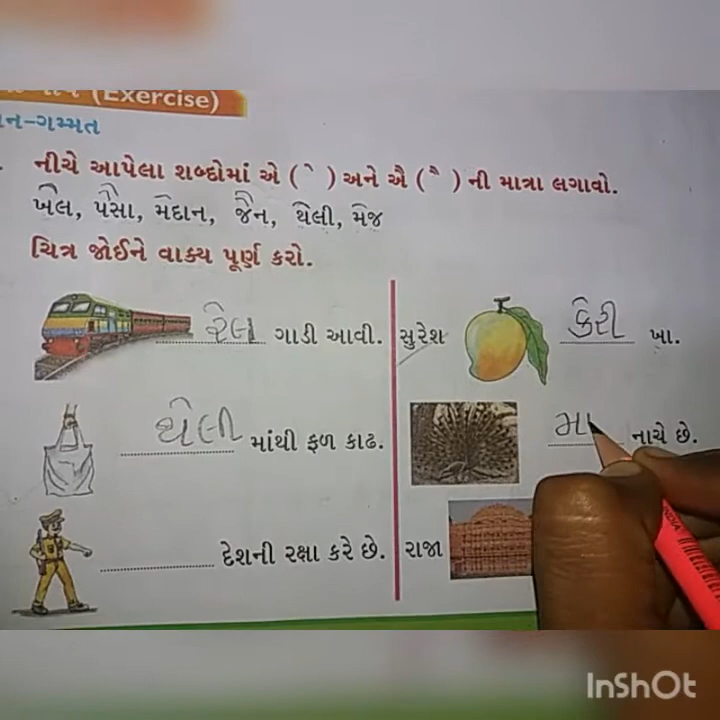 (Exercise)
ન-ગમ્મત
નીચે આપેલા શબ્દોમાં એ ( ે ) અને ઐ ( ૈ ) ની માત્રા લગાવો.
ખેલ, પૈસા, મેદાન, જૈન, થેલી, મેજ
ચિત્ર જોઈને વાક્ય પૂર્ણ કરો.
રેલ ગાડી આવી.
સુરેશ કેરી ખા.
થેલી માંથી ફળ કાઢ.
મા નાચે છે.
દેશની રક્ષા કરે છે.
રાજા
InShOt